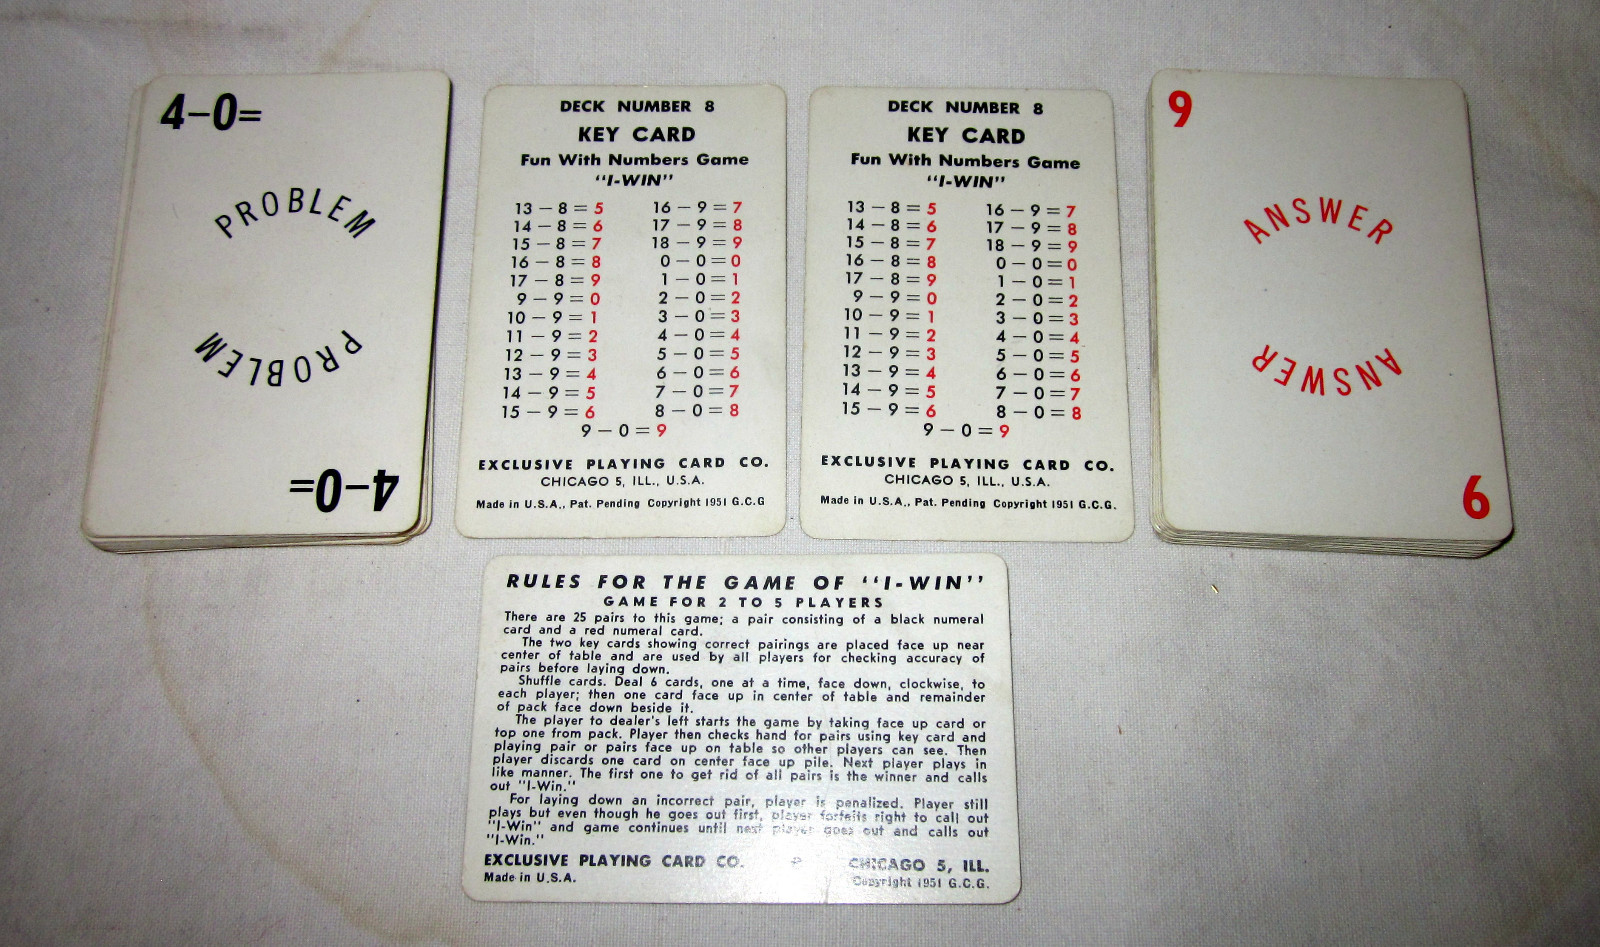 4-0=
PROBLEM
PROBLEM
4-0=
DECK NUMBER 8
KEY CARD
Fun With Numbers Game
"I-WIN"
13 - 8 = 5 16 - 9 = 7
14 - 8 = 6 17 - 9 = 8
15 - 8 = 7 18 - 9 = 9
16 - 8 = 8 0 - 0 = 0
17 - 8 = 9 1 - 0 = 1
9 - 9 = 0 2 - 0 = 2
10 - 9 = 1 3 - 0 = 3
11 - 9 = 2 4 - 0 = 4
12 - 9 = 3 5 - 0 = 5
13 - 9 = 4 6 - 0 = 6
14 - 9 = 5 7 - 0 = 7
15 - 9 = 6 8 - 0 = 8
9 - 0 = 9
EXCLUSIVE PLAYING CARD CO.
CHICAGO 5, ILL., U.S.A.
Made in U.S.A., Pat. Pending Copyright 1951 G.C.G
DECK NUMBER 8
KEY CARD
Fun With Numbers Game
"I-WIN"
13 - 8 = 5 16 - 9 = 7
14 - 8 = 6 17 - 9 = 8
15 - 8 = 7 18 - 9 = 9
16 - 8 = 8 0 - 0 = 0
17 - 8 = 9 1 - 0 = 1
9 - 9 = 0 2 - 0 = 2
10 - 9 = 1 3 - 0 = 3
11 - 9 = 2 4 - 0 = 4
12 - 9 = 3 5 - 0 = 5
13 - 9 = 4 6 - 0 = 6
14 - 9 = 5 7 - 0 = 7
15 - 9 = 6 8 - 0 = 8
9 - 0 = 9
EXCLUSIVE PLAYING CARD CO.
CHICAGO 5, ILL., U.S.A.
Made in U.S.A., Pat. Pending Copyright 1951 G.C.G.
9
ANSWER
ANSWER
9
RULES FOR THE GAME OF "I-WIN"
GAME FOR 2 TO 5 PLAYERS
There are 25 pairs to this game; a pair consisting of a black numeral
card and a red numeral card.
The two key cards showing correct pairings are placed face up near
center of table and are used by all players for checking accuracy of
pairs before laying down.
Shuffle cards. Deal 6 cards, one at a time, face down, clockwise, to
each player; then one card face up in center of table and remainder
of pack face down beside it.
The player to dealer's left starts the game by taking face up card or
top one from pack. Player then checks hand for pairs using key card and
playing pair or pairs face up on table so other players can see. Then
player discards one card on center face up pile. Next player plays in
like manner. The first one to get rid of all pairs is the winner and calls
out "I-Win."
For laying down an incorrect pair, player is penalized. Player still
plays but even though he goes out first, player forfeits right to call out
"I-Win" and game continues until next player goes out and calls out
"I-Win."
EXCLUSIVE PLAYING CARD CO. CHICAGO 5, ILL.
Made in U.S.A. Copyright 1951 G.C.G.